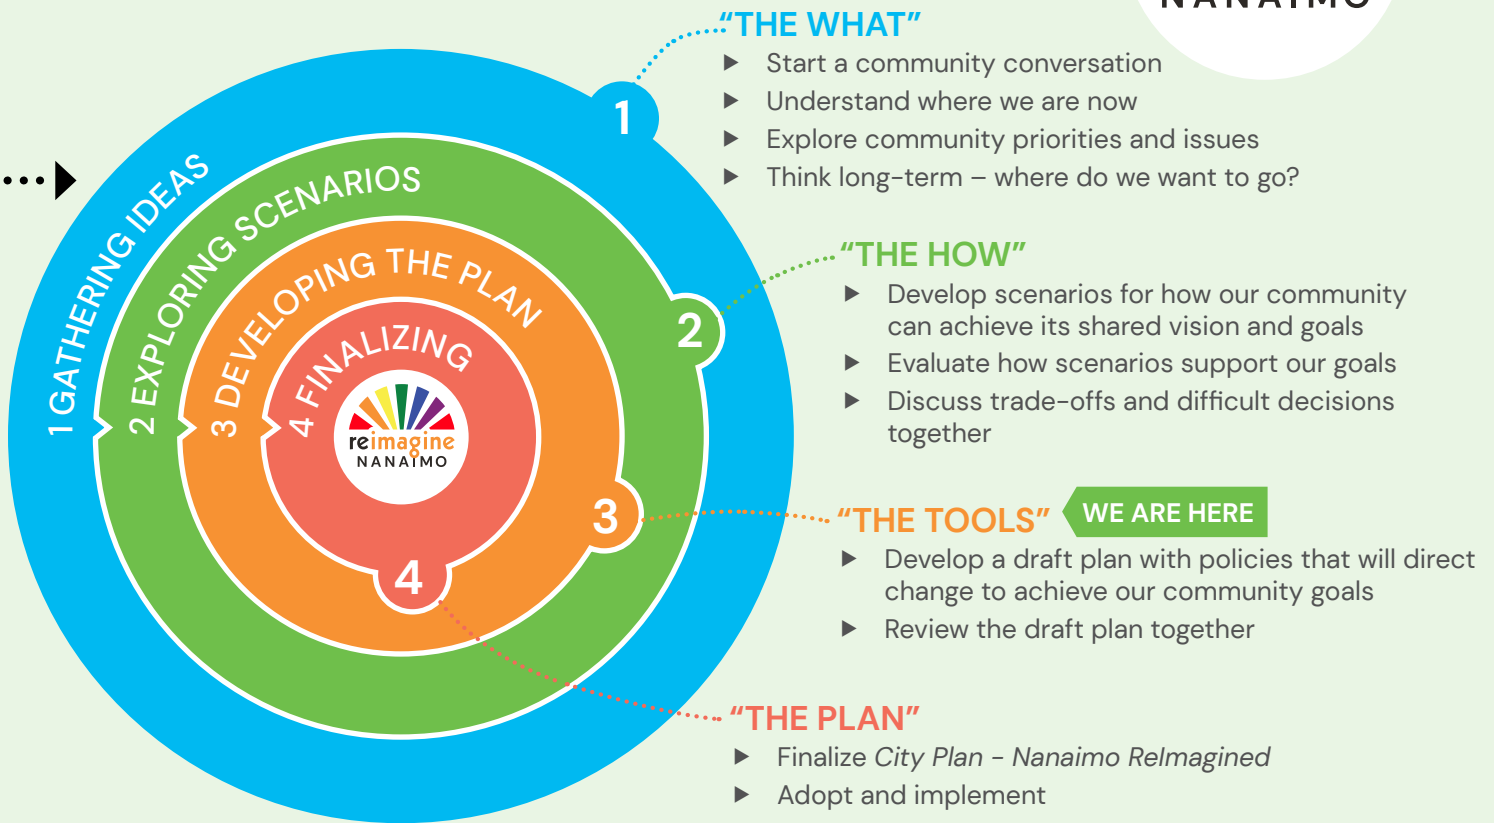 NANAIMO
“THE WHAT”
▶ Start a community conversation
▶ Understand where we are now
▶ Explore community priorities and issues
▶ Think long-term – where do we want to go?
“THE HOW”
▶ Develop scenarios for how our community
can achieve its shared vision and goals
▶ Evaluate how scenarios support our goals
▶ Discuss trade-offs and difficult decisions
together
“THE TOOLS” WE ARE HERE
▶ Develop a draft plan with policies that will direct
change to achieve our community goals
▶ Review the draft plan together
“THE PLAN”
▶ Finalize City Plan - Nanaimo ReImagined
▶ Adopt and implement
1 GATHERING IDEAS
2 EXPLORING SCENARIOS
3 DEVELOPING THE PLAN
4 FINALIZING
reimagine
NANAIMO
1
2
3
4